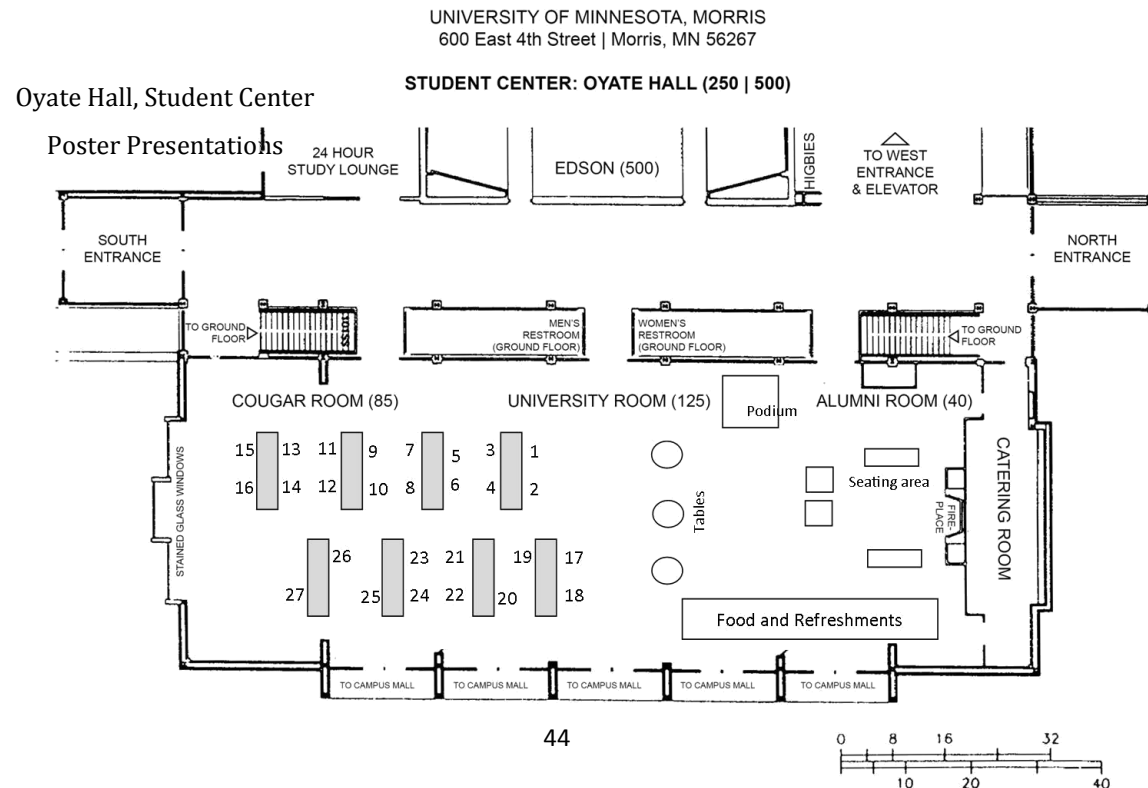 UNIVERSITY OF MINNESOTA, MORRIS
600 East 4th Street | Morris, MN 56267
STUDENT CENTER: OYATE HALL (250 | 500)
Oyate Hall, Student Center
Poster Presentations
24 HOUR
STUDY LOUNGE
EDSON (500)
HIGBIES
TO WEST
ENTRANCE
& ELEVATOR
SOUTH
ENTRANCE
NORTH
ENTRANCE
TO GROUND
FLOOR
101SS
MEN'S
RESTROOM
(GROUND FLOOR)
WOMEN'S
RESTROOM
(GROUND FLOOR)
TO GROUND
FLOOR
COUGAR ROOM (85)
UNIVERSITY ROOM (125)
Podium
ALUMNI ROOM (40)
15 13 11 9 7 5 3 1
16 14 12 10 8 6 4 2
STAINED GLASS WINDOWS
Tables
Seating area
FIRE-
PLACE
CATERING ROOM
26 23 21 19 17
27 25 24 22 20 18
Food and Refreshments
TO CAMPUS MALL TO CAMPUS MALL TO CAMPUS MALL TO CAMPUS MALL TO CAMPUS MALL
44
0 8 16 32
10 20 40